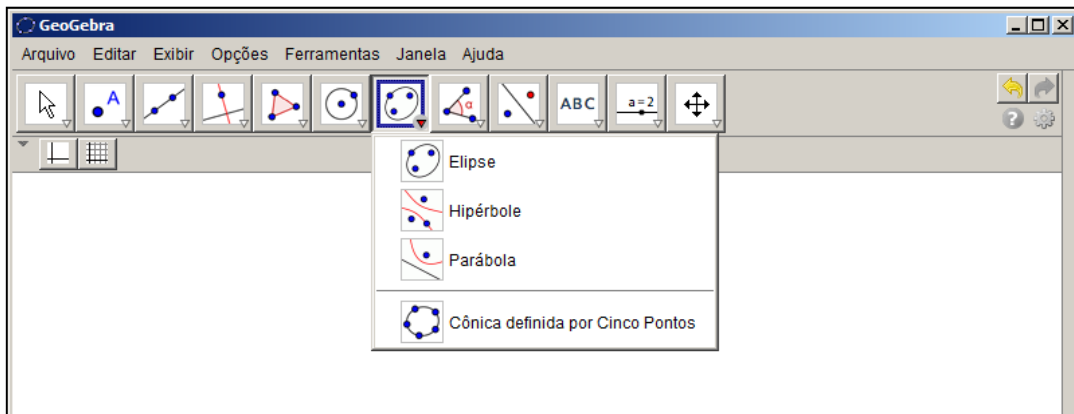 GeoGebra
Arquivo Editar Exibir Opções Ferramentas Janela Ajuda
A α ABC a=2
Elipse
Hipérbole
Parábola
Cônica definida por Cinco Pontos